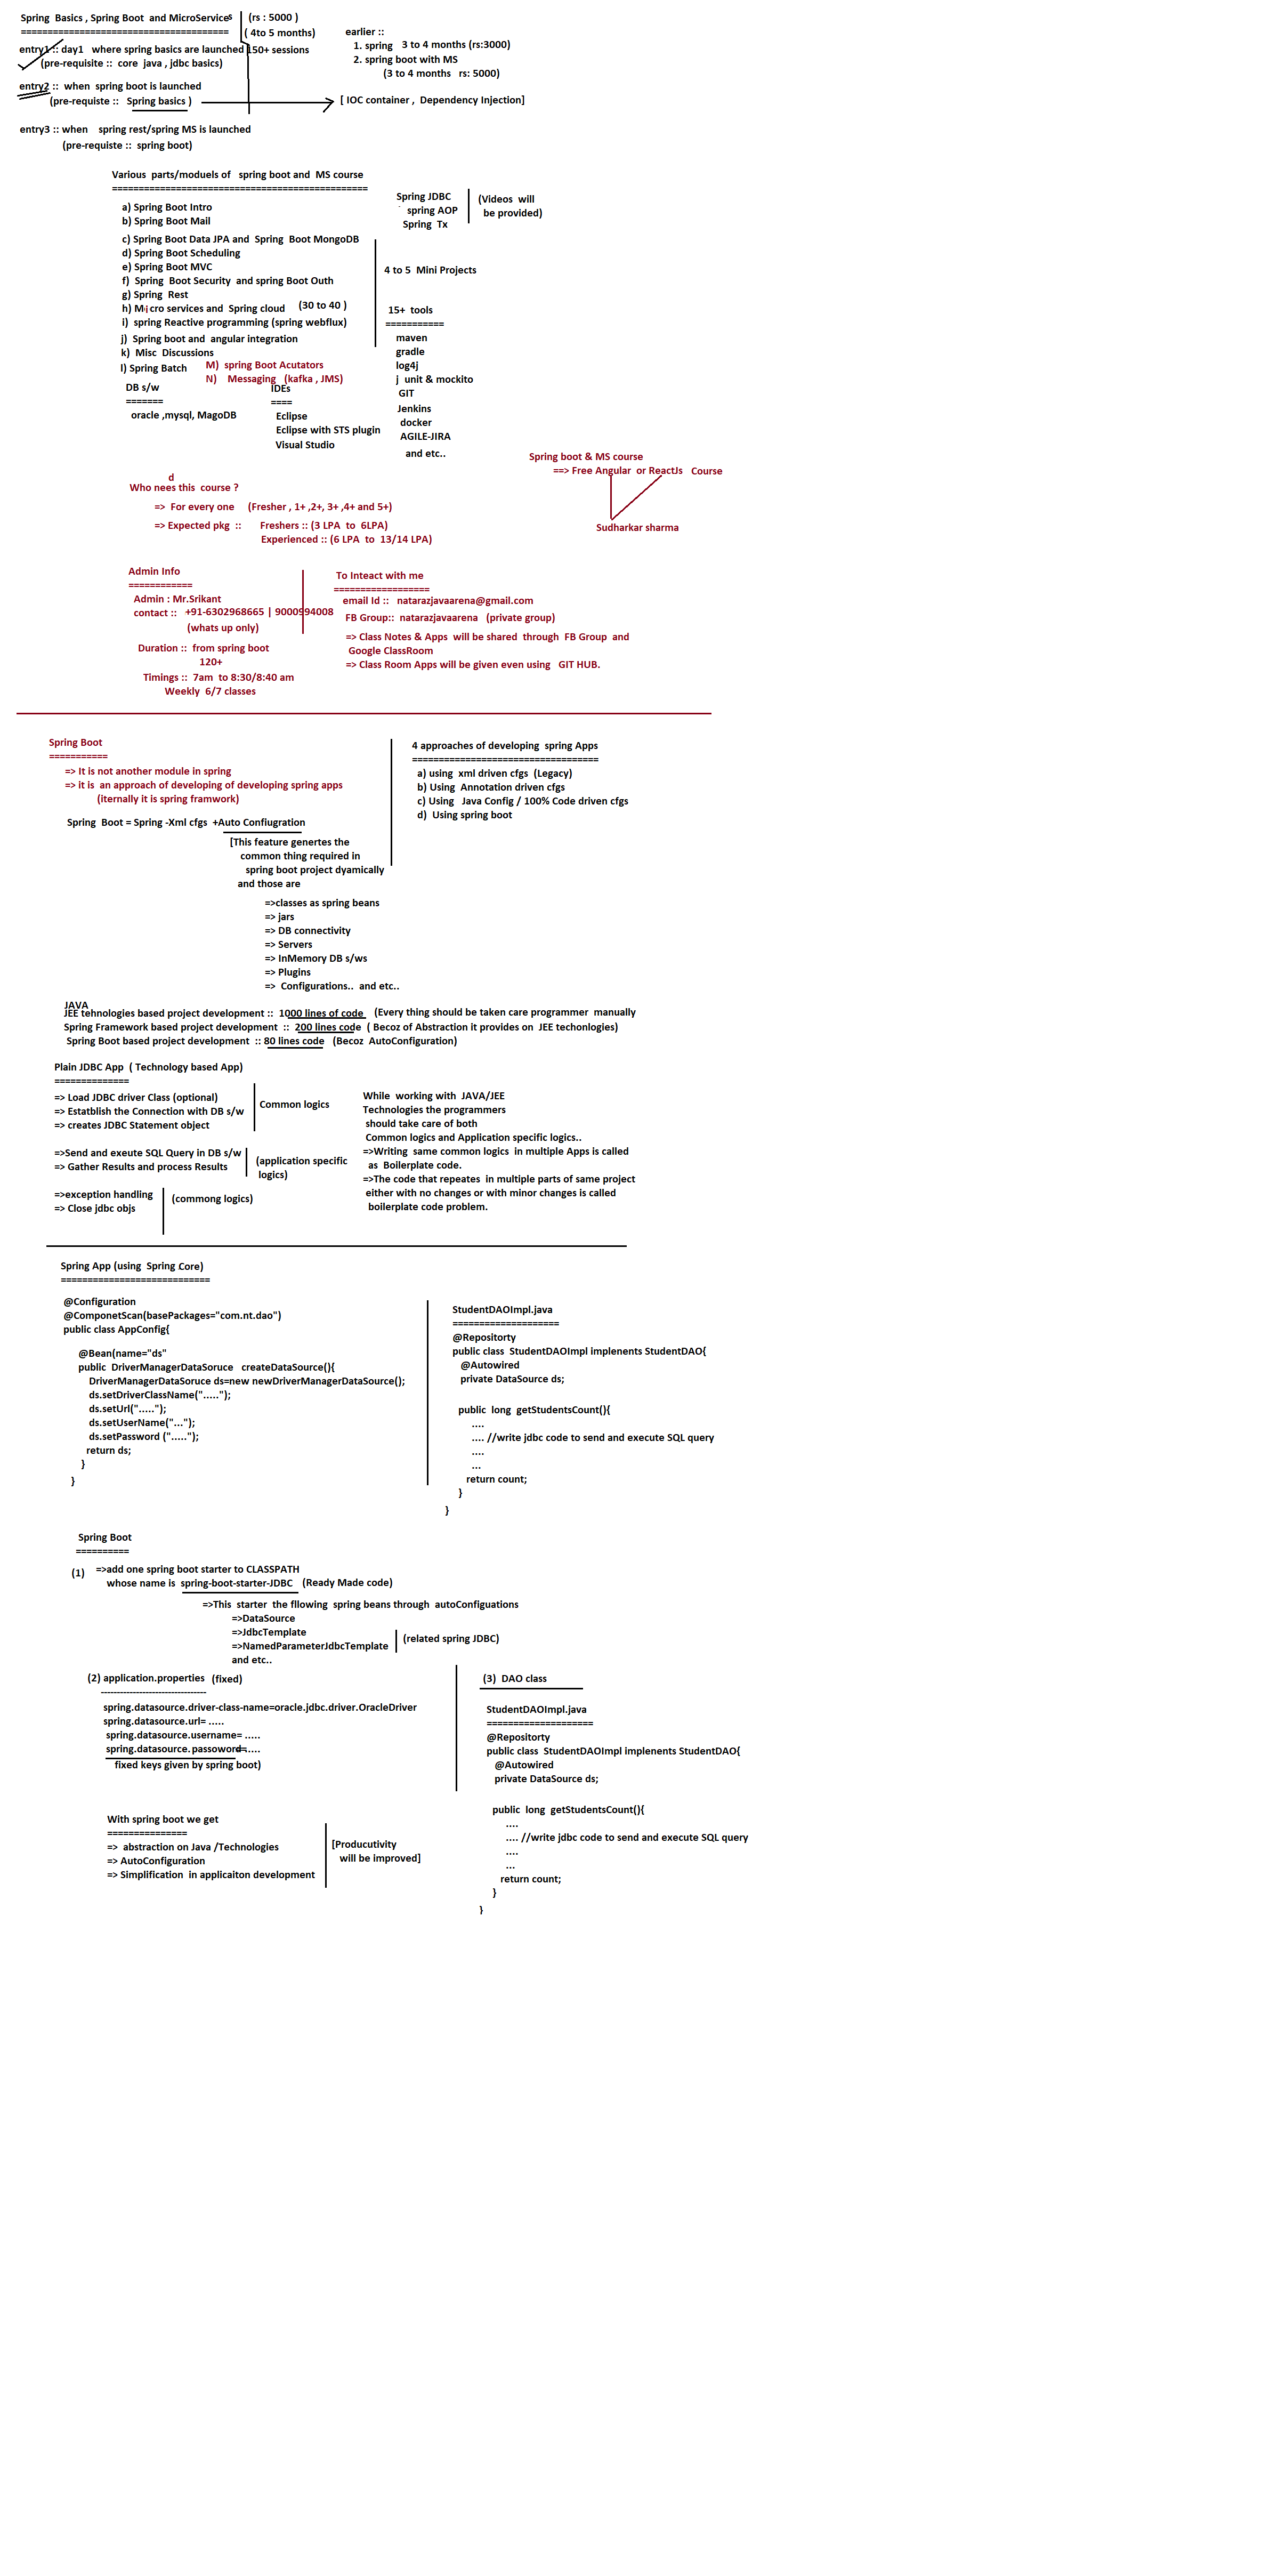 Spring  Basics , Spring Boot  and MicroServices
=======================================
(rs : 5000 )
( 4to 5 months)
150+ sessions
earlier ::
1. spring   3 to 4 months (rs:3000)
2. spring boot with MS
(3 to 4 months   rs: 5000)
entry1 :: day1   where spring basics are launched
(pre-requisite ::  core  java , jdbc basics)
entry2 ::  when  spring boot is launched
(pre-requiste ::   Spring basics )
[ IOC container ,  Dependency Injection]
entry3 :: when    spring rest/spring MS is launched
(pre-requiste ::  spring boot)
Various  parts/moduels of   spring boot and  MS course
================================================
a) Spring Boot Intro
b) Spring Boot Mail
c) Spring Boot Data JPA and  Spring  Boot MongoDB
d) Spring Boot Scheduling
e) Spring Boot MVC
f)  Spring  Boot Security  and spring Boot Outh
g) Spring  Rest
h) Micro services and  Spring cloud     (30 to 40 )
i)  spring Reactive programming (spring webflux)
j)  Spring boot and  angular integration
k)  Misc  Discussions
l) Spring Batch
M)  spring Boot Acutators
N)    Messaging   (kafka , JMS)
Spring JDBC
spring AOP
Spring  Tx
(Videos  will
be provided)
4 to 5  Mini Projects
15+  tools
===========
maven
gradle
log4j
j  unit & mockito
GIT
Jenkins
docker
AGILE-JIRA
and etc..
DB s/w
=======
oracle ,mysql, MagoDB
IDEs
====
Eclipse
Eclipse with STS plugin
Visual Studio
Spring boot & MS course
==> Free Angular  or ReactJs   Course
Sudharkar sharma
d
Who nees this  course ?
=>  For every one     (Fresher , 1+ ,2+, 3+ ,4+ and 5+)
=> Expected pkg  ::       Freshers :: (3 LPA  to  6LPA)
Experienced :: (6 LPA  to  13/14 LPA)
Admin Info
============
Admin : Mr.Srikant
contact ::   +91-6302968665 | 9000994008
(whats up only)
Duration ::  from spring boot
120+
Timings ::  7am  to 8:30/8:40 am
Weekly  6/7 classes
To Inteact with me
==================
email Id ::   natarazjavaarena@gmail.com
FB Group::  natarazjavaarena   (private group)
=> Class Notes & Apps  will be shared  through  FB Group  and
Google ClassRoom
=> Class Room Apps will be given even using   GIT HUB.
Spring Boot
===========
=> It is not another module in spring
=> it is  an approach of developing of developing spring apps
(iternally it is spring framwork)
Spring  Boot = Spring -Xml cfgs  +Auto Confiugration
[This feature genertes the
common thing required in
spring boot project dyamically
and those are
=>classes as spring beans
=> jars
=> DB connectivity
=> Servers
=> InMemory DB s/ws
=> Plugins
=>  Configurations..  and etc..
4 approaches of developing  spring Apps
===================================
a) using  xml driven cfgs  (Legacy)
b) Using  Annotation driven cfgs
c) Using   Java Config / 100% Code driven cfgs
d)  Using spring boot
JAVA
JEE tehnologies based project development ::  1000 lines of code    (Every thing should be taken care programmer  manually
Spring Framework based project development  ::  200 lines code  ( Becoz of Abstraction it provides on  JEE techonlogies)
Spring Boot based project development  :: 80 lines code   (Becoz  AutoConfiguration)
Plain JDBC App  ( Technology based App)
==============
=> Load JDBC driver Class (optional)
=> Estatblish the Connection with DB s/w
=> creates JDBC Statement object
Common logics
=>Send and exeute SQL Query in DB s/w
=> Gather Results and process Results
(application specific
logics)
=>exception handling
=> Close jdbc objs
(commong logics)
While  working with  JAVA/JEE
Technologies the programmers
should take care of both
Common logics and Application specific logics..
=>Writing  same common logics  in multiple Apps is called
as  Boilerplate code.
=>The code that repeates  in multiple parts of same project
either with no changes or with minor changes is called
boilerplate code problem.
Spring App (using  Spring Core)
============================
@Configuration
@ComponetScan(basePackages="com.nt.dao")
public class AppConfig{
@Bean(name="ds"
public  DriverManagerDataSoruce   createDataSource(){
DriverManagerDataSoruce ds=new newDriverManagerDataSource();
ds.setDriverClassName(".....");
ds.setUrl(".....");
ds.setUserName("...");
ds.setPassword (".....");
return ds;
}
}
StudentDAOImpl.java
====================
@Repositorty
public class  StudentDAOImpl implenents StudentDAO{
@Autowired
private DataSource ds;
public  long  getStudentsCount(){
....
.... //write jdbc code to send and execute SQL query
....
...
return count;
}
}
Spring Boot
==========
(1)    =>add one spring boot starter to CLASSPATH
whose name is  spring-boot-starter-JDBC   (Ready Made code)
=>This  starter  the fllowing  spring beans through  autoConfiguations
=>DataSource
=>JdbcTemplate
=>NamedParameterJdbcTemplate
and etc..
(related spring JDBC)
(2) application.properties   (fixed)
---------------------------------
spring.datasource.driver-class-name=oracle.jdbc.driver.OracleDriver
spring.datasource.url= .....
spring.datasource.username= .....
spring.datasource.passoword=.....
fixed keys given by spring boot)
(3)  DAO class
StudentDAOImpl.java
====================
@Repositorty
public class  StudentDAOImpl implenents StudentDAO{
@Autowired
private DataSource ds;
public  long  getStudentsCount(){
....
.... //write jdbc code to send and execute SQL query
....
...
return count;
}
}
With spring boot we get
===============
=>  abstraction on Java /Technologies
=> AutoConfiguration
=> Simplification  in applicaiton development
[Producutivity
will be improved]